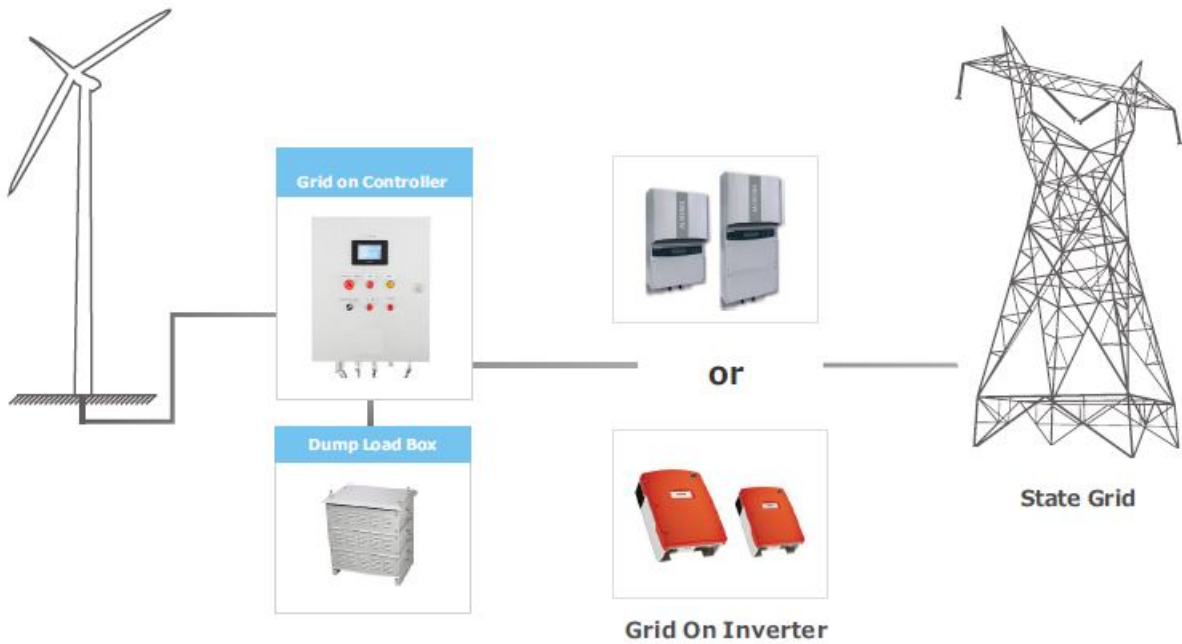 Grid on Controller
or
Dump Load Box
State Grid
Grid On Inverter